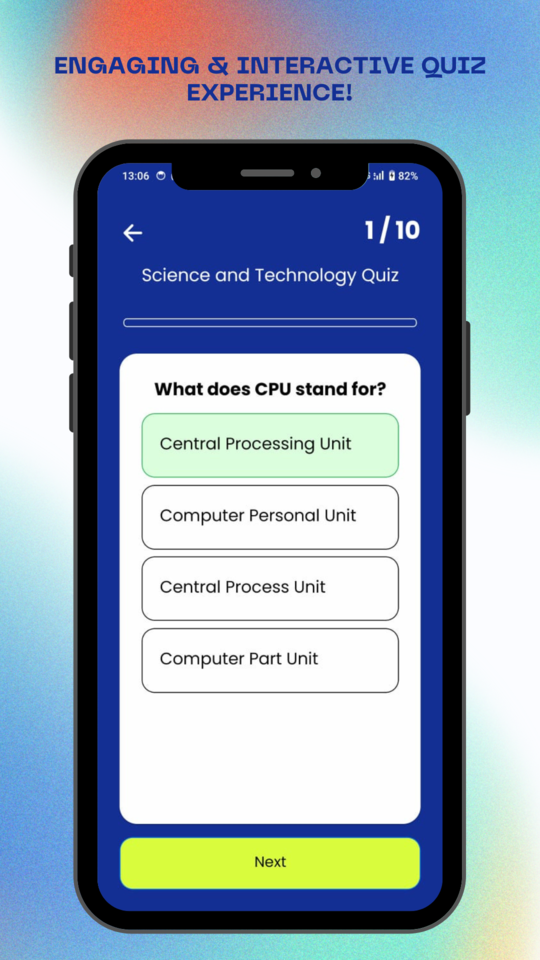 ENGAGING & INTERACTIVE QUIZ
EXPERIENCE!
13:06
82%
1 / 10
Science and Technology Quiz
What does CPU stand for?
Central Processing Unit
Computer Personal Unit
Central Process Unit
Computer Part Unit
Next